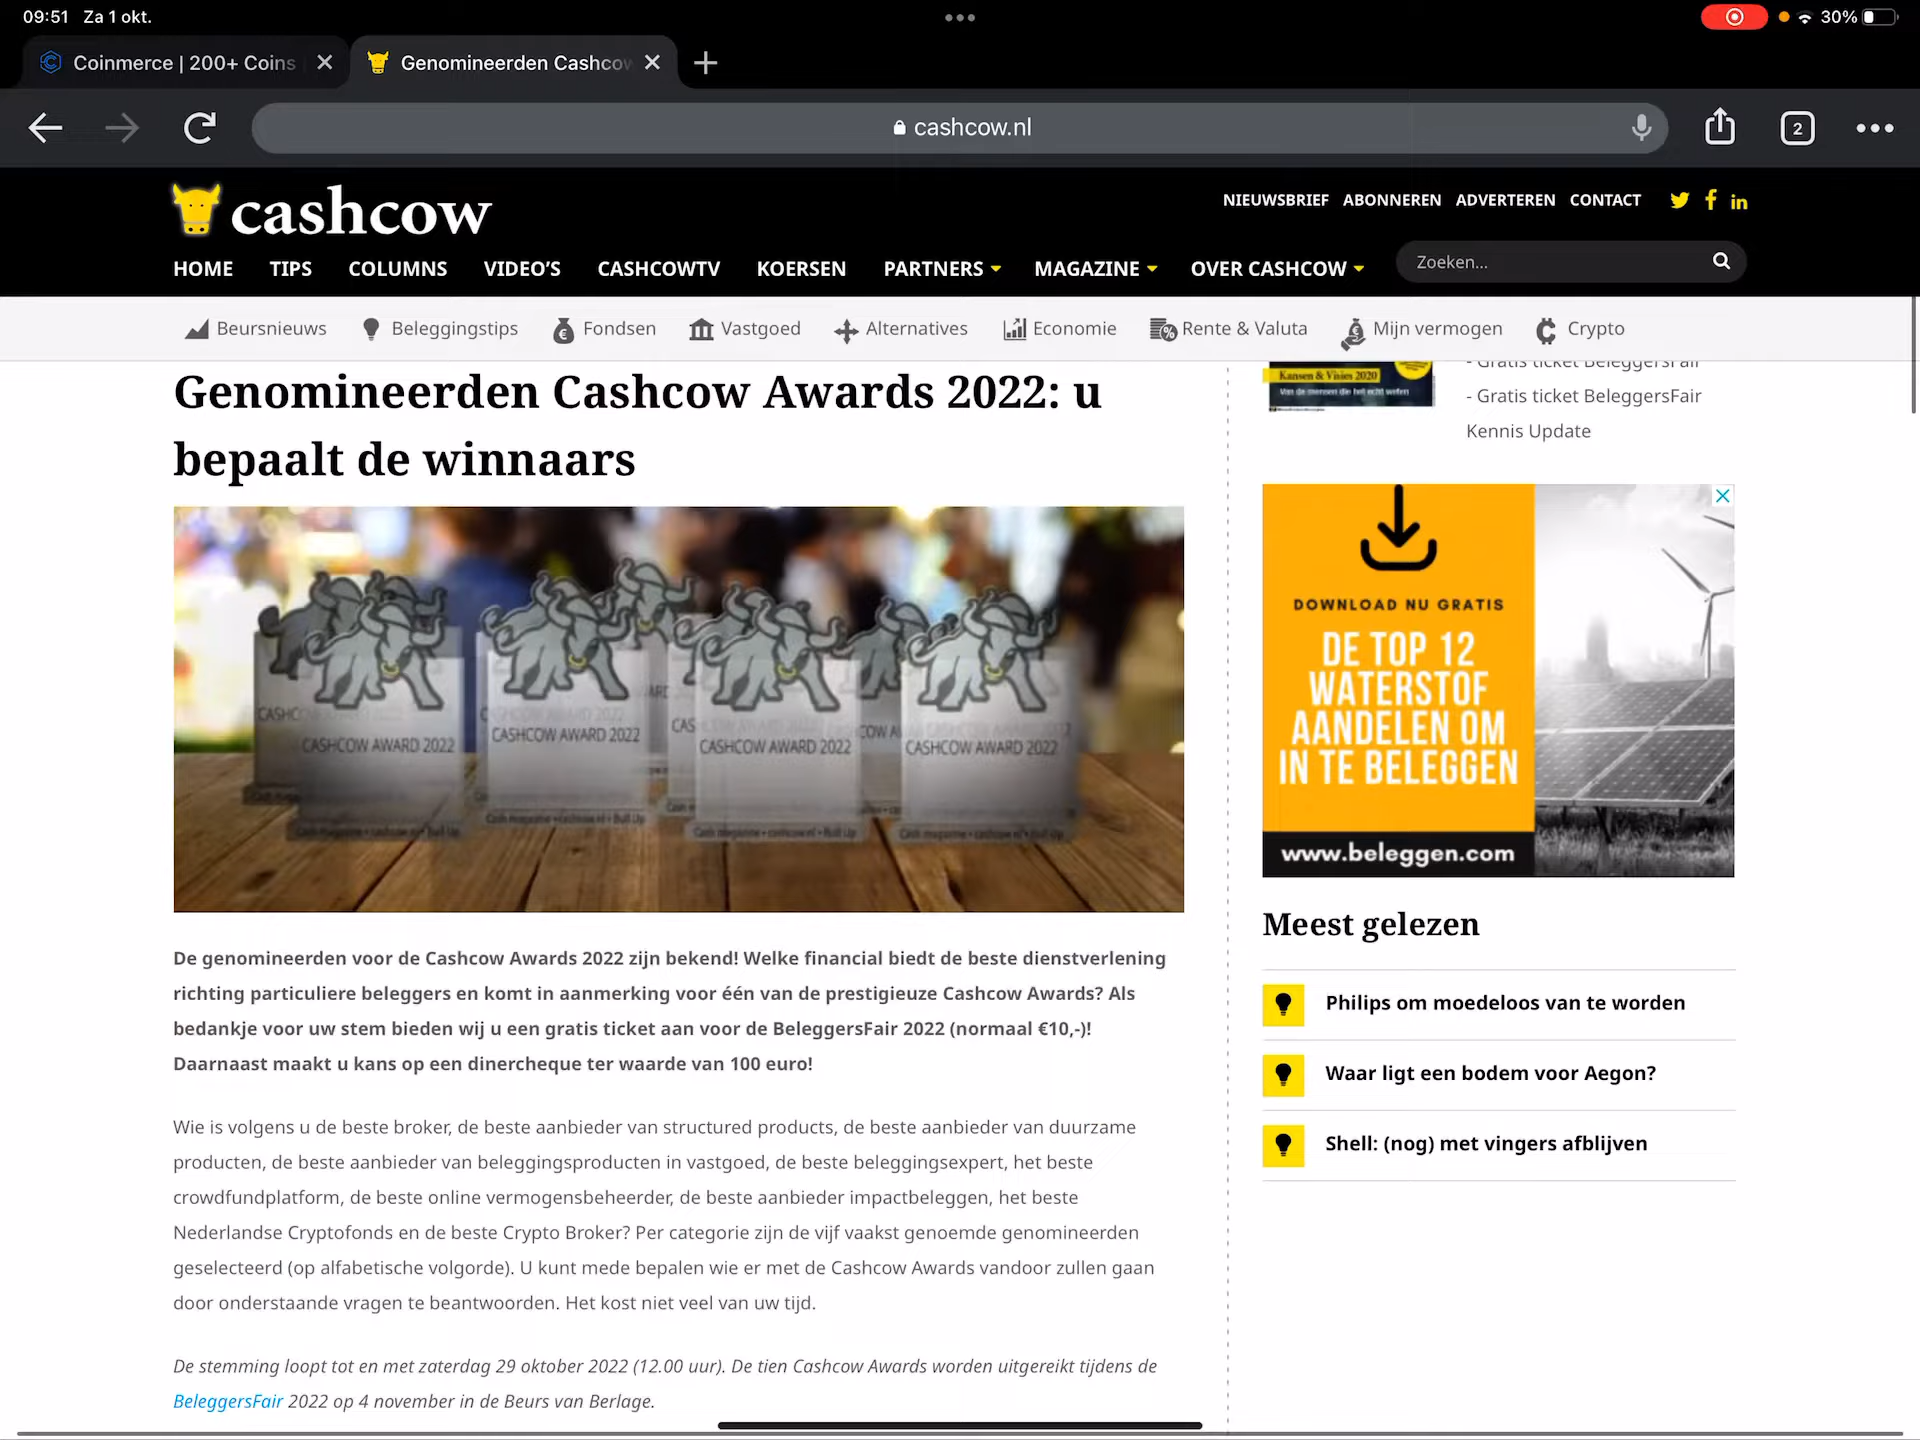 09:51 Za 1 okt.
30%
Coinmerce | 200+ Coins
Genomineerden Cashcow
cashcow.nl
2
cashcow
NIEUWSBRIEF ABONNEREN ADVERTEREN CONTACT
HOME TIPS COLUMNS VIDEO'S CASHCOWTV KOERSEN PARTNERS MAGAZINE OVER CASHCOW
Zoeken...
Beursnieuws Beleggingstips Fondsen Vastgoed Alternatives Economie Rente & Valuta Mijn vermogen Crypto
Genomineerden Cashcow Awards 2022: u
bepaalt de winnaars
CASHCOW AWARD 2022
CASHCOW AWARD 2022
CASHCOW AWARD 2022
CASHCOW AWARD 2022
De genomineerden voor de Cashcow Awards 2022 zijn bekend! Welke financial biedt de beste dienstverlening
richting particuliere beleggers en komt in aanmerking voor één van de prestigieuze Cashcow Awards? Als
bedankje voor uw stem bieden wij u een gratis ticket aan voor de BeleggersFair 2022 (normaal €10,-)!
Daarnaast maakt u kans op een dinercheque ter waarde van 100 euro!
Wie is volgens u de beste broker, de beste aanbieder van structured products, de beste aanbieder van duurzame
producten, de beste aanbieder van beleggingsproducten in vastgoed, de beste beleggingsexpert, het beste
crowdfundplatform, de beste online vermogensbeheerder, de beste aanbieder impactbeleggen, het beste
Nederlandse Cryptofonds en de beste Crypto Broker? Per categorie zijn de vijf vaakst genoemde genomineerden
geselecteerd (op alfabetische volgorde). U kunt mede bepalen wie er met de Cashcow Awards vandoor zullen gaan
door onderstaande vragen te beantwoorden. Het kost niet veel van uw tijd.
De stemming loopt tot en met zaterdag 29 oktober 2022 (12.00 uur). De tien Cashcow Awards worden uitgereikt tijdens de
BeleggersFair 2022 op 4 november in de Beurs van Berlage.
Kansen & Visies 2020
- Gratis ticket BeleggersFair
- Gratis ticket BeleggersFair
Kennis Update
DOWNLOAD NU GRATIS
DE TOP 12
WATERSTOF
AANDELEN OM
IN TE BELEGGEN
www.beleggen.com
Meest gelezen
Philips om moedeloos van te worden
Waar ligt een bodem voor Aegon?
Shell: (nog) met vingers afblijven